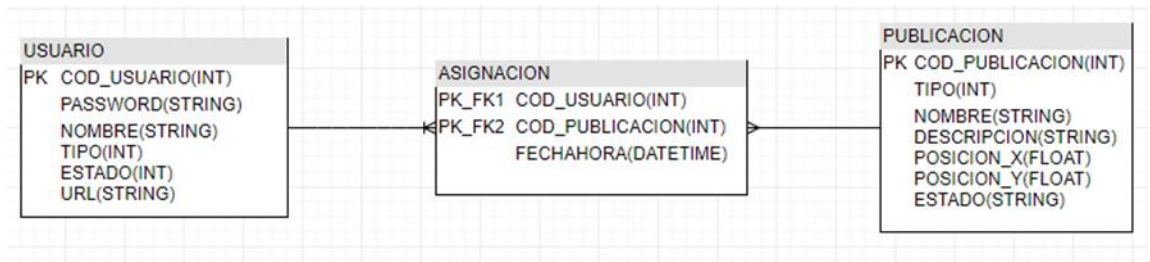 USUARIO
PK COD_USUARIO(INT)
PASSWORD(STRING)
NOMBRE(STRING)
TIPO(INT)
ESTADO(INT)
URL(STRING)
ASIGNACION
PK_FK1 COD_USUARIO(INT)
PK_FK2 COD_PUBLICACION(INT)
FECHAHORA(DATETIME)
PUBLICACION
PK COD_PUBLICACION(INT)
TIPO(INT)
NOMBRE(STRING)
DESCRIPCION(STRING)
POSICION_X(FLOAT)
POSICION_Y(FLOAT)
ESTADO(STRING)